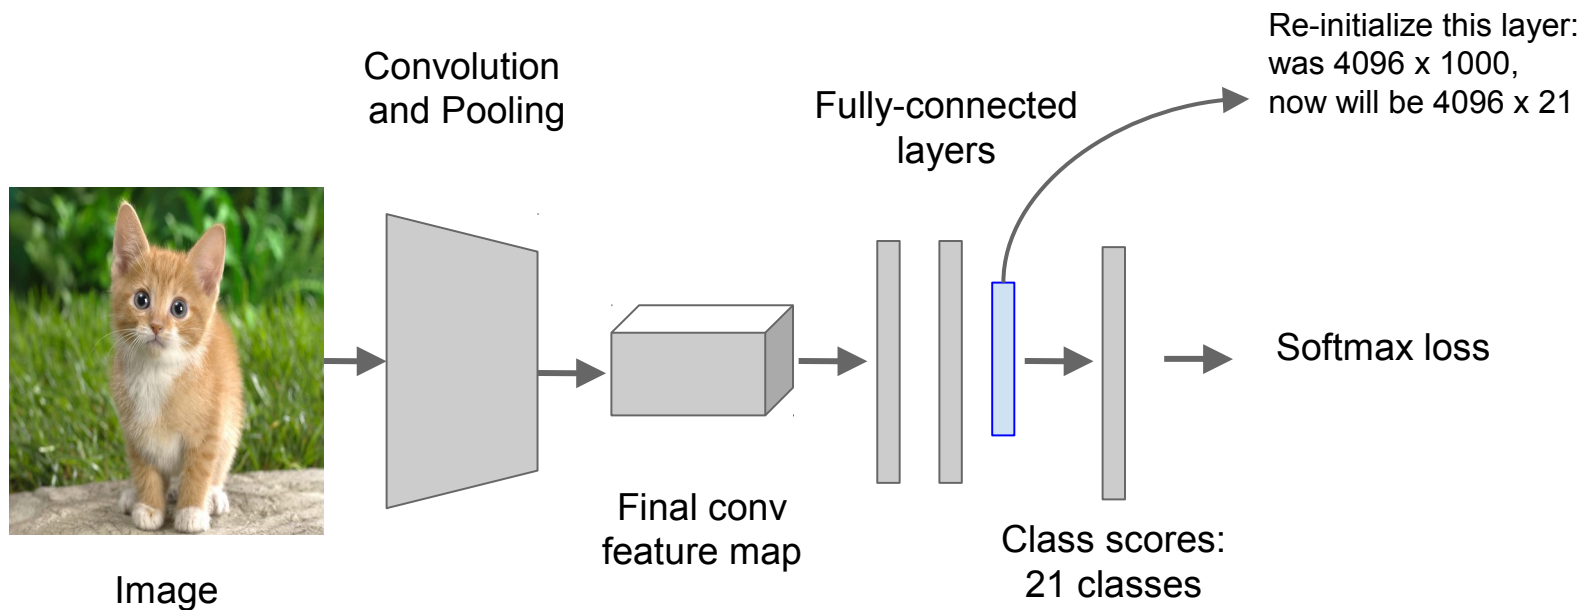 Convolution
and Pooling
Fully-connected
layers
Re-initialize this layer:
was 4096 x 1000,
now will be 4096 x 21
Softmax loss
Final conv
feature map
Class scores:
21 classes
Image